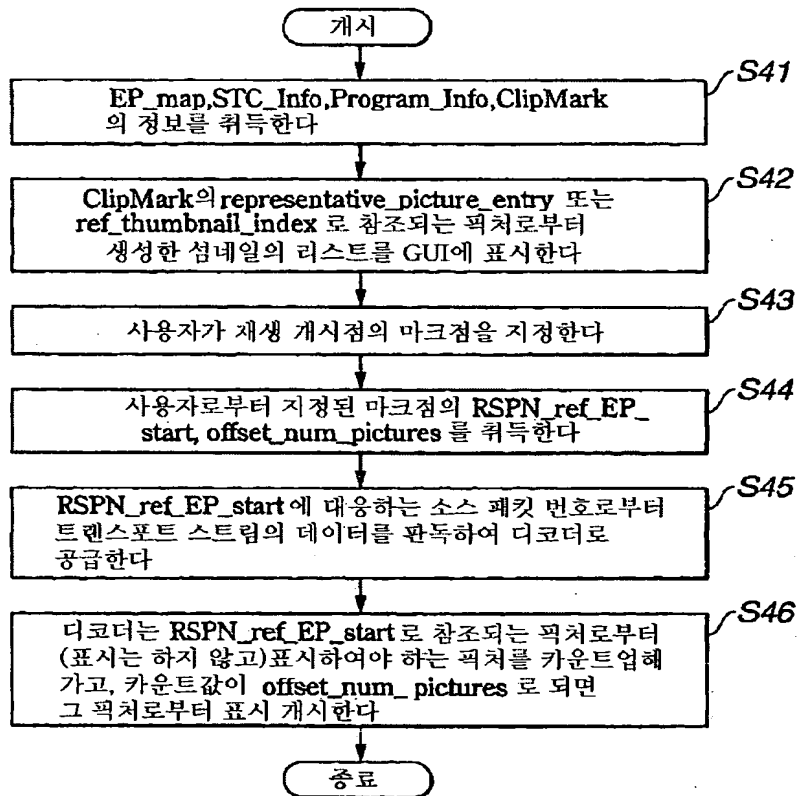 개시
S41
EP_map,STC_Info,Program_Info,ClipMark
의 정보를 취득한다
S42
ClipMark의 representative_picture_entry 또는
ref_thumbnail_index 로 참조되는 픽처로부터
생성한 섬네일의 리스트를 GUI에 표시한다
S43
사용자가 재생 개시점의 마크점을 지정한다
S44
사용자로부터 지정된 마크점의 RSPN_ref_EP_
start, offset_num_pictures 를 취득한다
S45
RSPN_ref_EP_start 에 대응하는 소스 패킷 번호로부터
트랜스포트 스트림의 데이터를 판독하여 디코더로
공급한다
S46
디코더는 RSPN_ref_EP_start 로 참조되는 픽처로부터
(표시는 하지 않고)표시하여야 하는 픽처를 카운트업해
가고, 카운트값이 offset_num_ pictures 로 되면
그 픽처로부터 표시 개시한다
종료